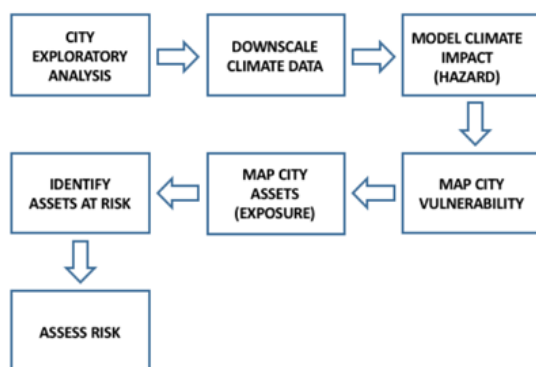 CITY
EXPLORATORY
ANALYSIS
DOWNSCALE
CLIMATE DATA
MODEL CLIMATE
IMPACT
(HAZARD)
MAP CITY
VULNERABILITY
MAP CITY
ASSETS
(EXPOSURE)
IDENTIFY
ASSETS AT RISK
ASSESS RISK